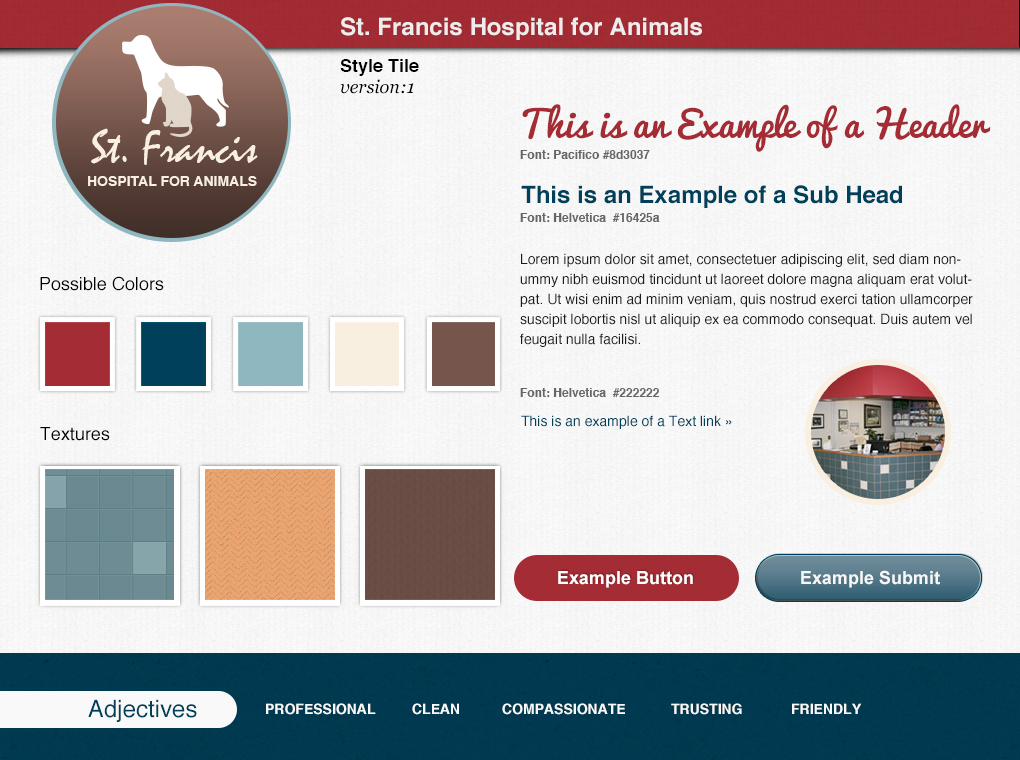 St. Francis Hospital for Animals
St. Francis
HOSPITAL FOR ANIMALS
Style Tile
version:1
This is an Example of a Header
Font: Pacifico #8d3037
This is an Example of a Sub Head
Font: Helvetica #16425a
Lorem ipsum dolor sit amet, consectetuer adipiscing elit, sed diam non-
ummy nibh euismod tincidunt ut laoreet dolore magna aliquam erat volut-
pat. Ut wisi enim ad minim veniam, quis nostrud exerci tation ullamcorper
suscipit lobortis nisl ut aliquip ex ea commodo consequat. Duis autem vel
feugait nulla facilisi.
Font: Helvetica #222222
This is an example of a Text link »
Possible Colors
Textures
Example Button
Example Submit
Adjectives
PROFESSIONAL CLEAN COMPASSIONATE TRUSTING FRIENDLY